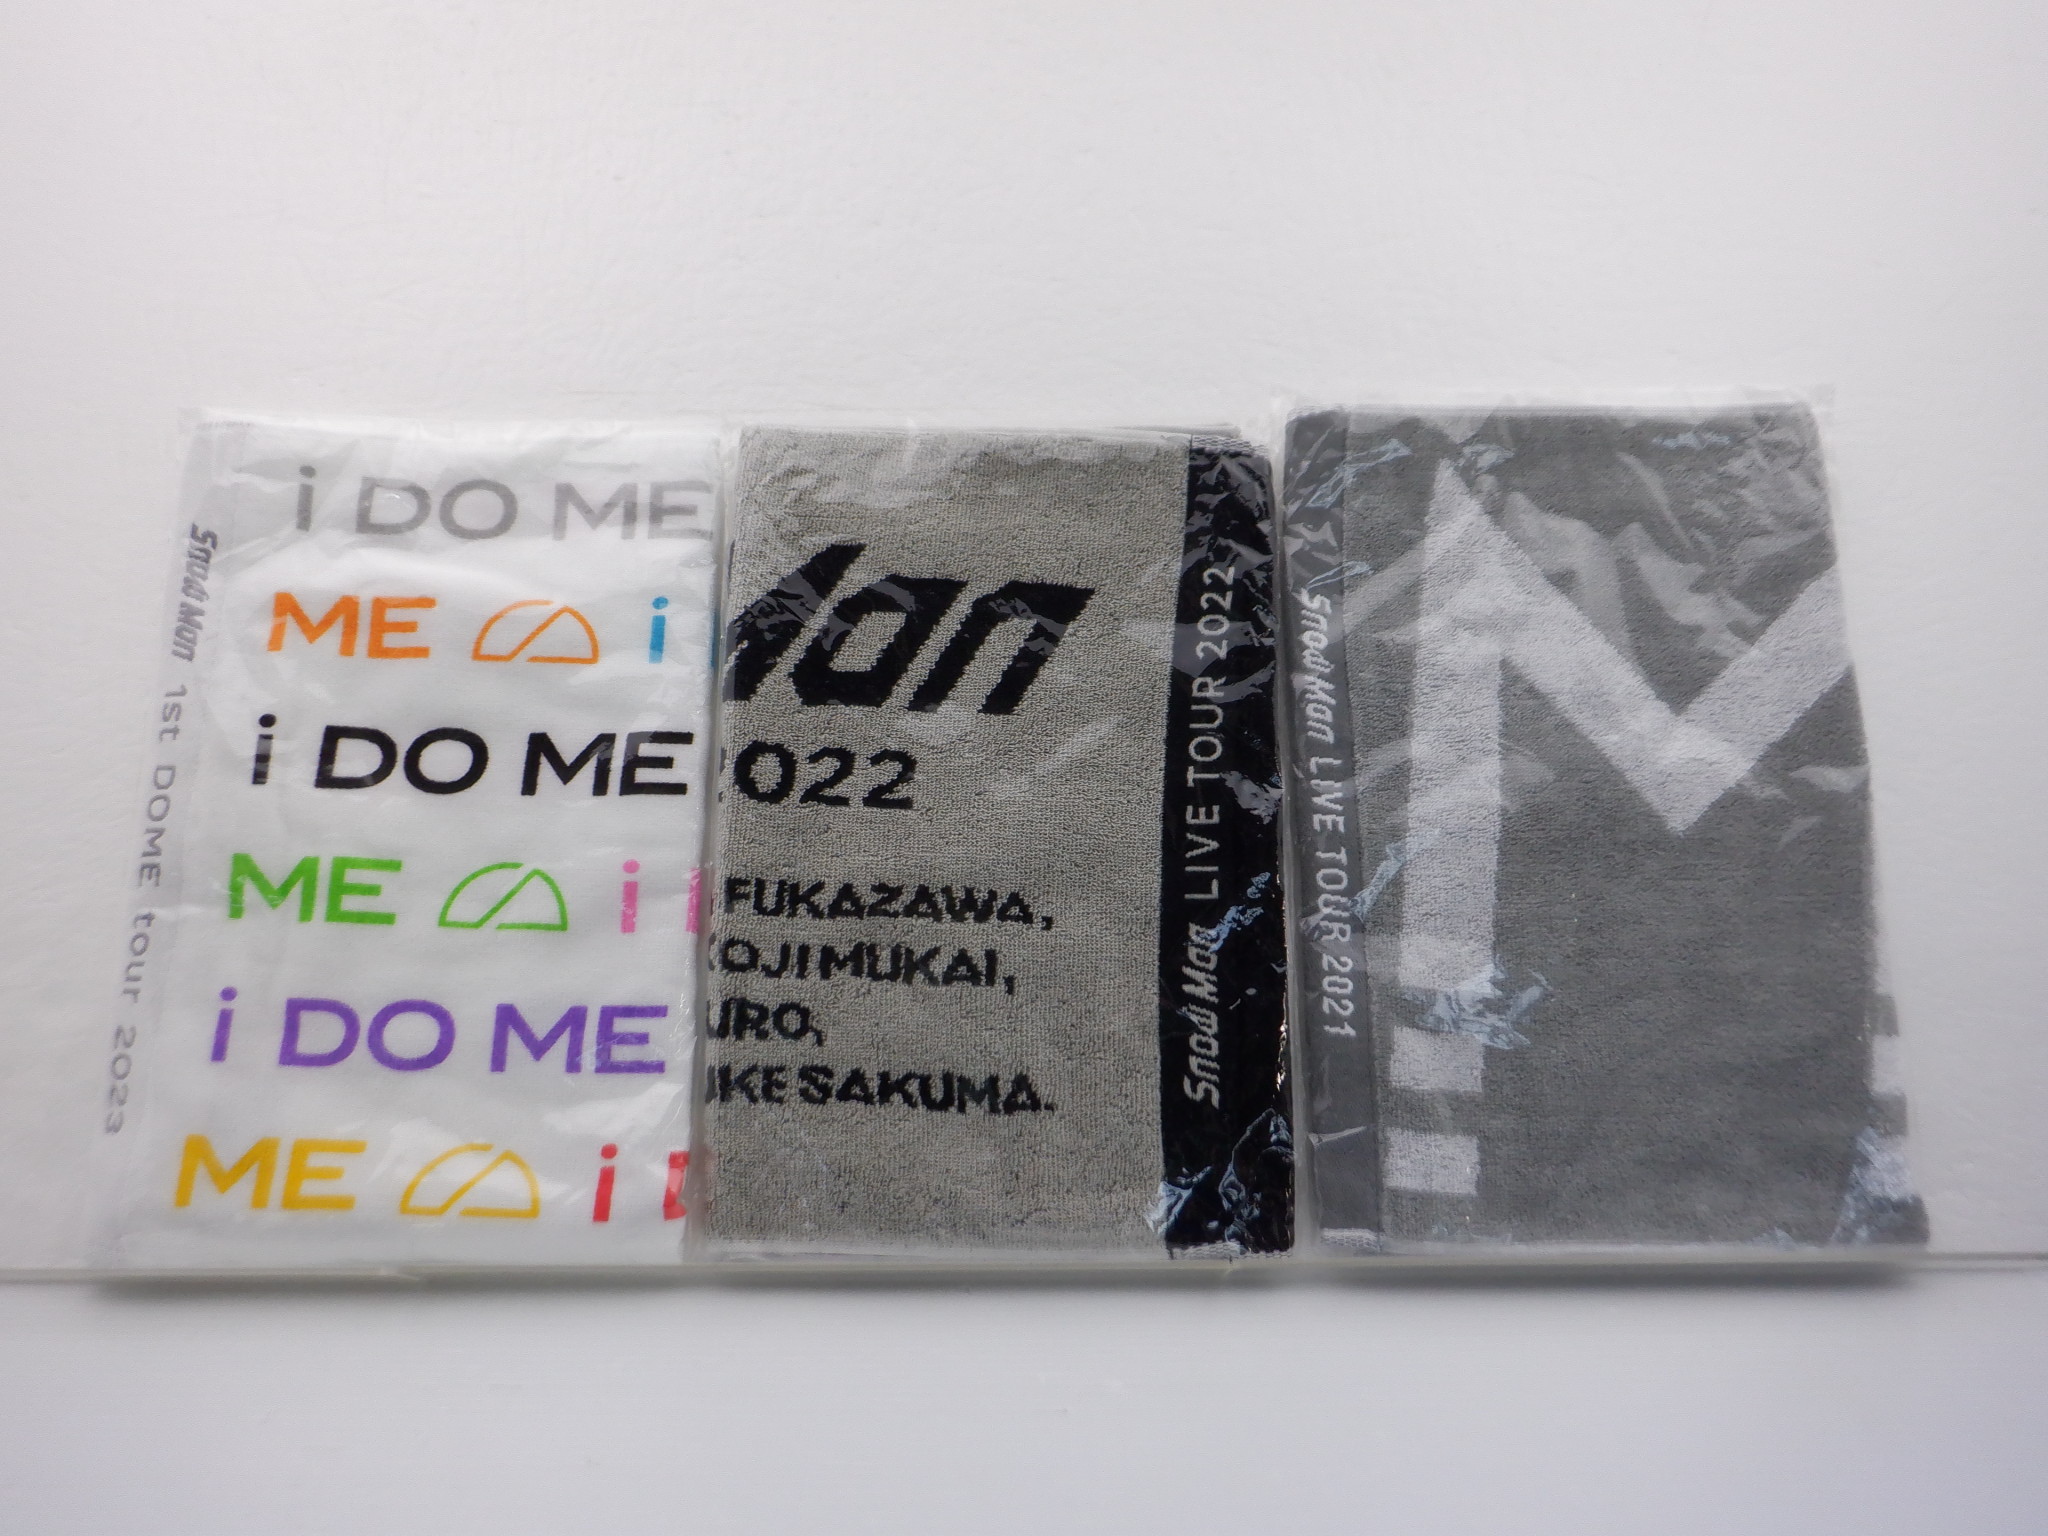 Snow Man 1st DOME tour 2023
i DO ME
ME i
i DO ME
ME i
i DO ME
ME i
Man
2022
FUKAZAWA,
KOJI MUKAI,
URO,
UKE SAKUMA.
Snow Man LIVE TOUR 2022
Snow Man LIVE TOUR 2021
M